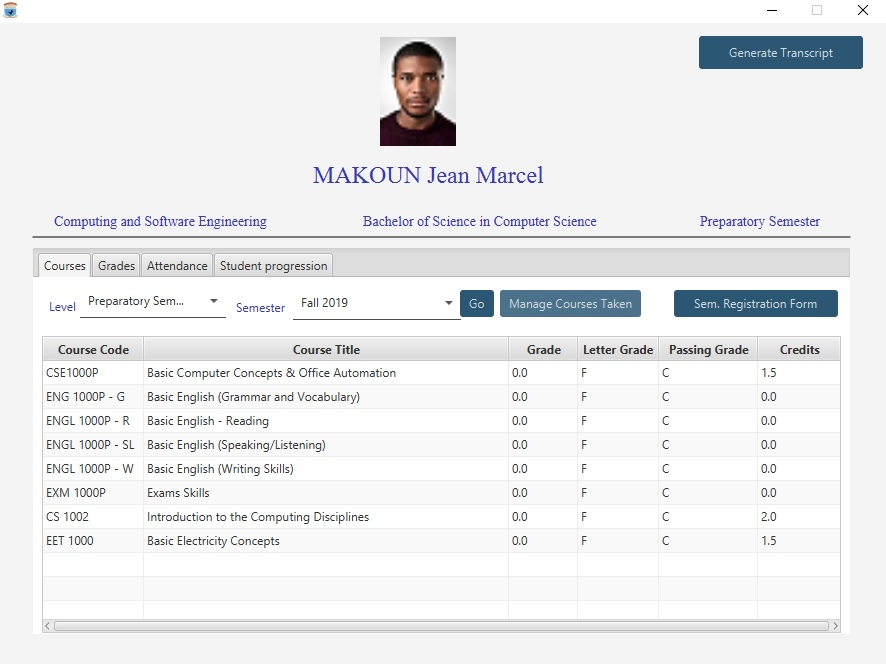 Generate Transcript
MAKOUN Jean Marcel
Computing and Software Engineering Bachelor of Science in Computer Science Preparatory Semester
Courses Grades Attendance Student progression
Level Preparatory Sem... Semester Fall 2019 Go Manage Courses Taken Sem. Registration Form
Course Code Course Title Grade Letter Grade Passing Grade Credits
CSE1000P Basic Computer Concepts & Office Automation 0.0 F C 1.5
ENG 1000P - G Basic English (Grammar and Vocabulary) 0.0 F C 0.0
ENGL 1000P - R Basic English - Reading 0.0 F C 0.0
ENGL 1000P - SL Basic English (Speaking/Listening) 0.0 F C 0.0
ENGL 1000P - W Basic English (Writing Skills) 0.0 F C 0.0
EXM 1000P Exams Skills 0.0 F C 0.0
CS 1002 Introduction to the Computing Disciplines 0.0 F C 2.0
EET 1000 Basic Electricity Concepts 0.0 F C 1.5